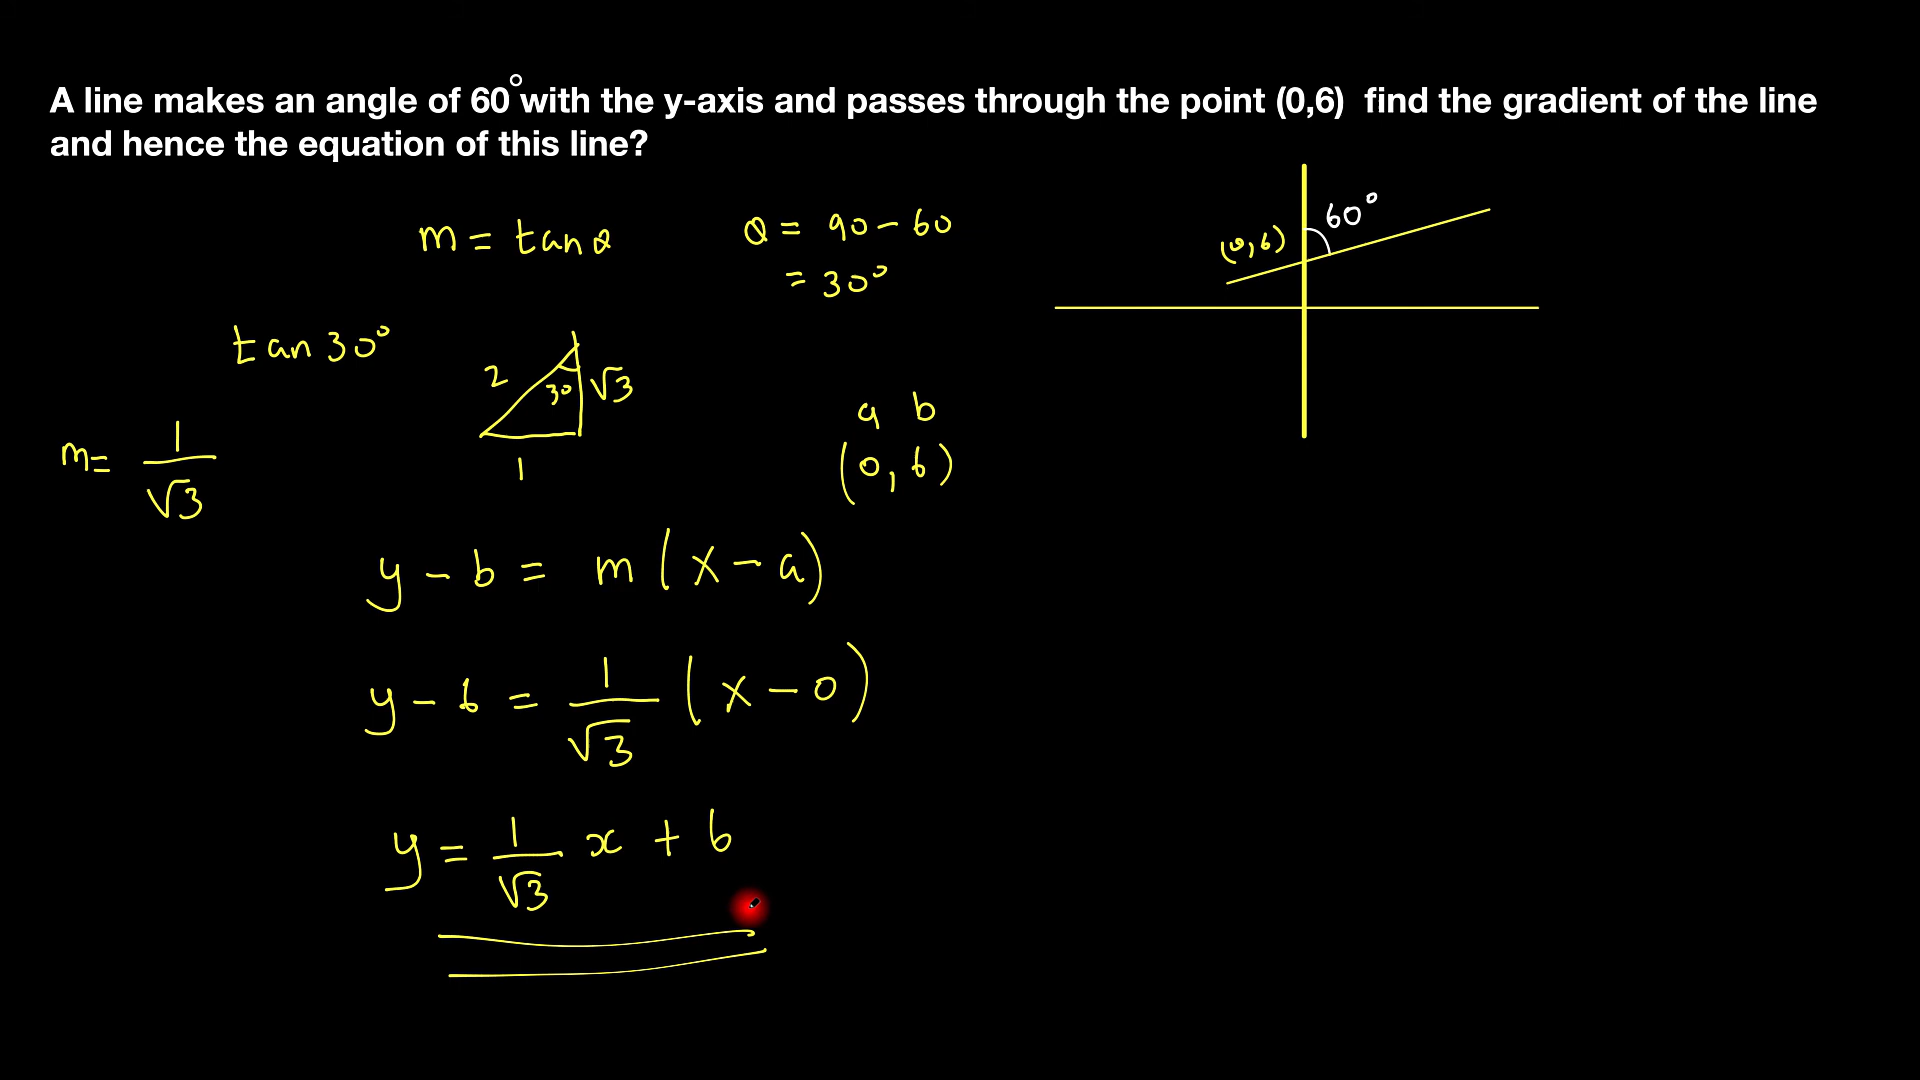 A line makes an angle of 60° with the y-axis and passes through the point (0,6) find the gradient of the line
and hence the equation of this line?
m = tan θ
θ = 90 - 60
= 30°
(0,6)
60°
tan 30°
2
30
√3
1
m = 1/√3
a b
(0, 6)
y - b = m(x - a)
y - 6 = 1/√3 (x - 0)
y = 1/√3 x + 6